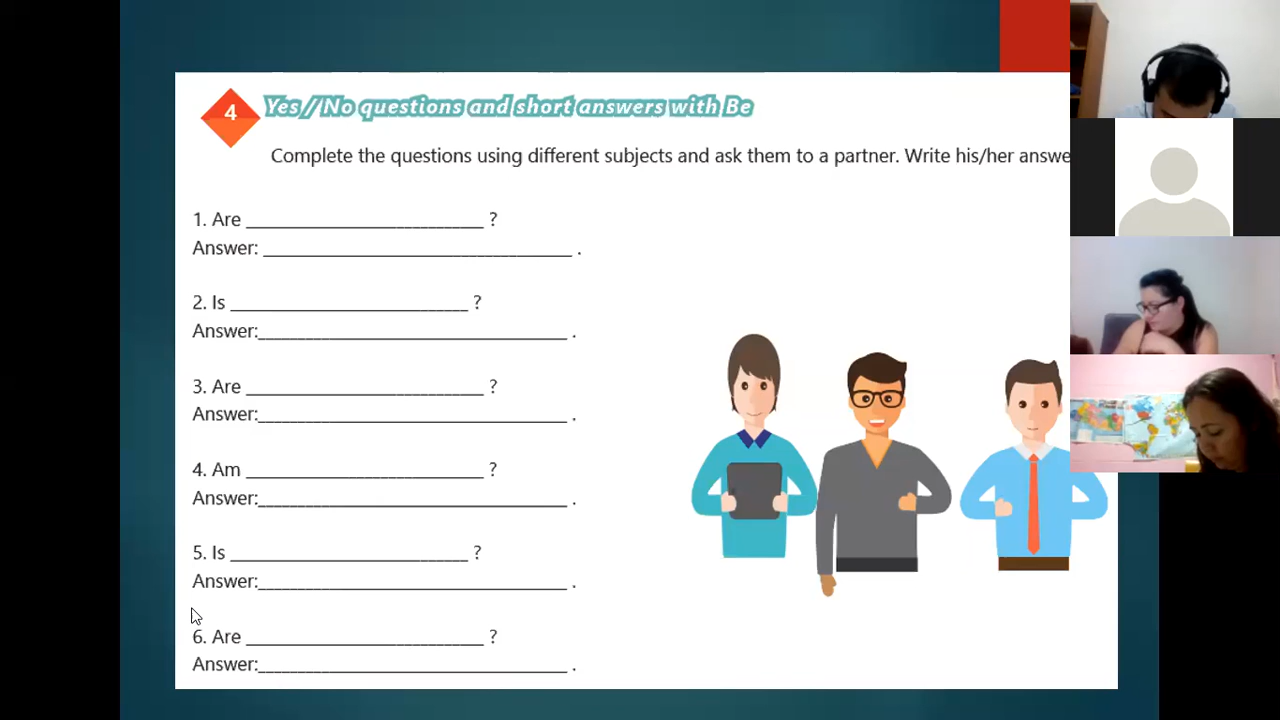 4
Yes / No questions and short answers with Be
Complete the questions using different subjects and ask them to a partner. Write his/her answe
1. Are ________________________ ?
Answer: ________________________________ .
2. Is ________________________ ?
Answer:________________________________ .
3. Are ________________________ ?
Answer:________________________________ .
4. Am ________________________ ?
Answer:________________________________ .
5. Is ________________________ ?
Answer:________________________________ .
6. Are ________________________ ?
Answer:________________________________ .